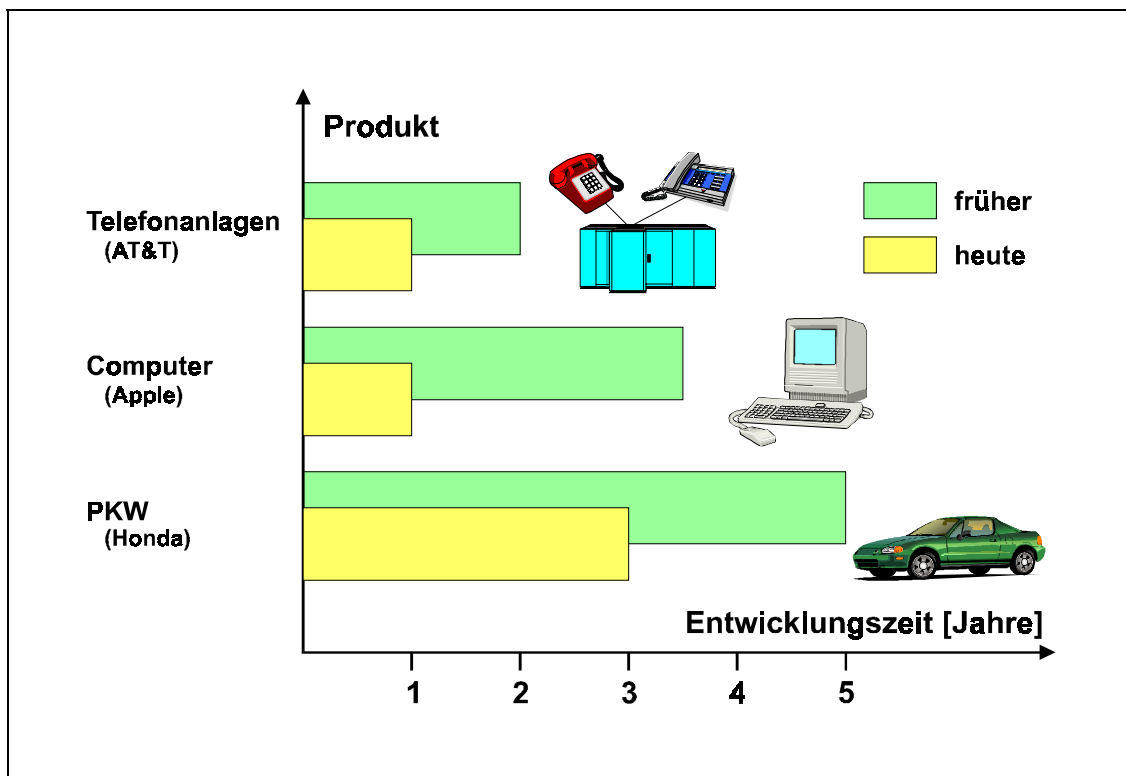 Produkt
Telefonanlagen
(AT&T)
früher
heute
Computer
(Apple)
PKW
(Honda)
Entwicklungszeit [Jahre]
1 2 3 4 5